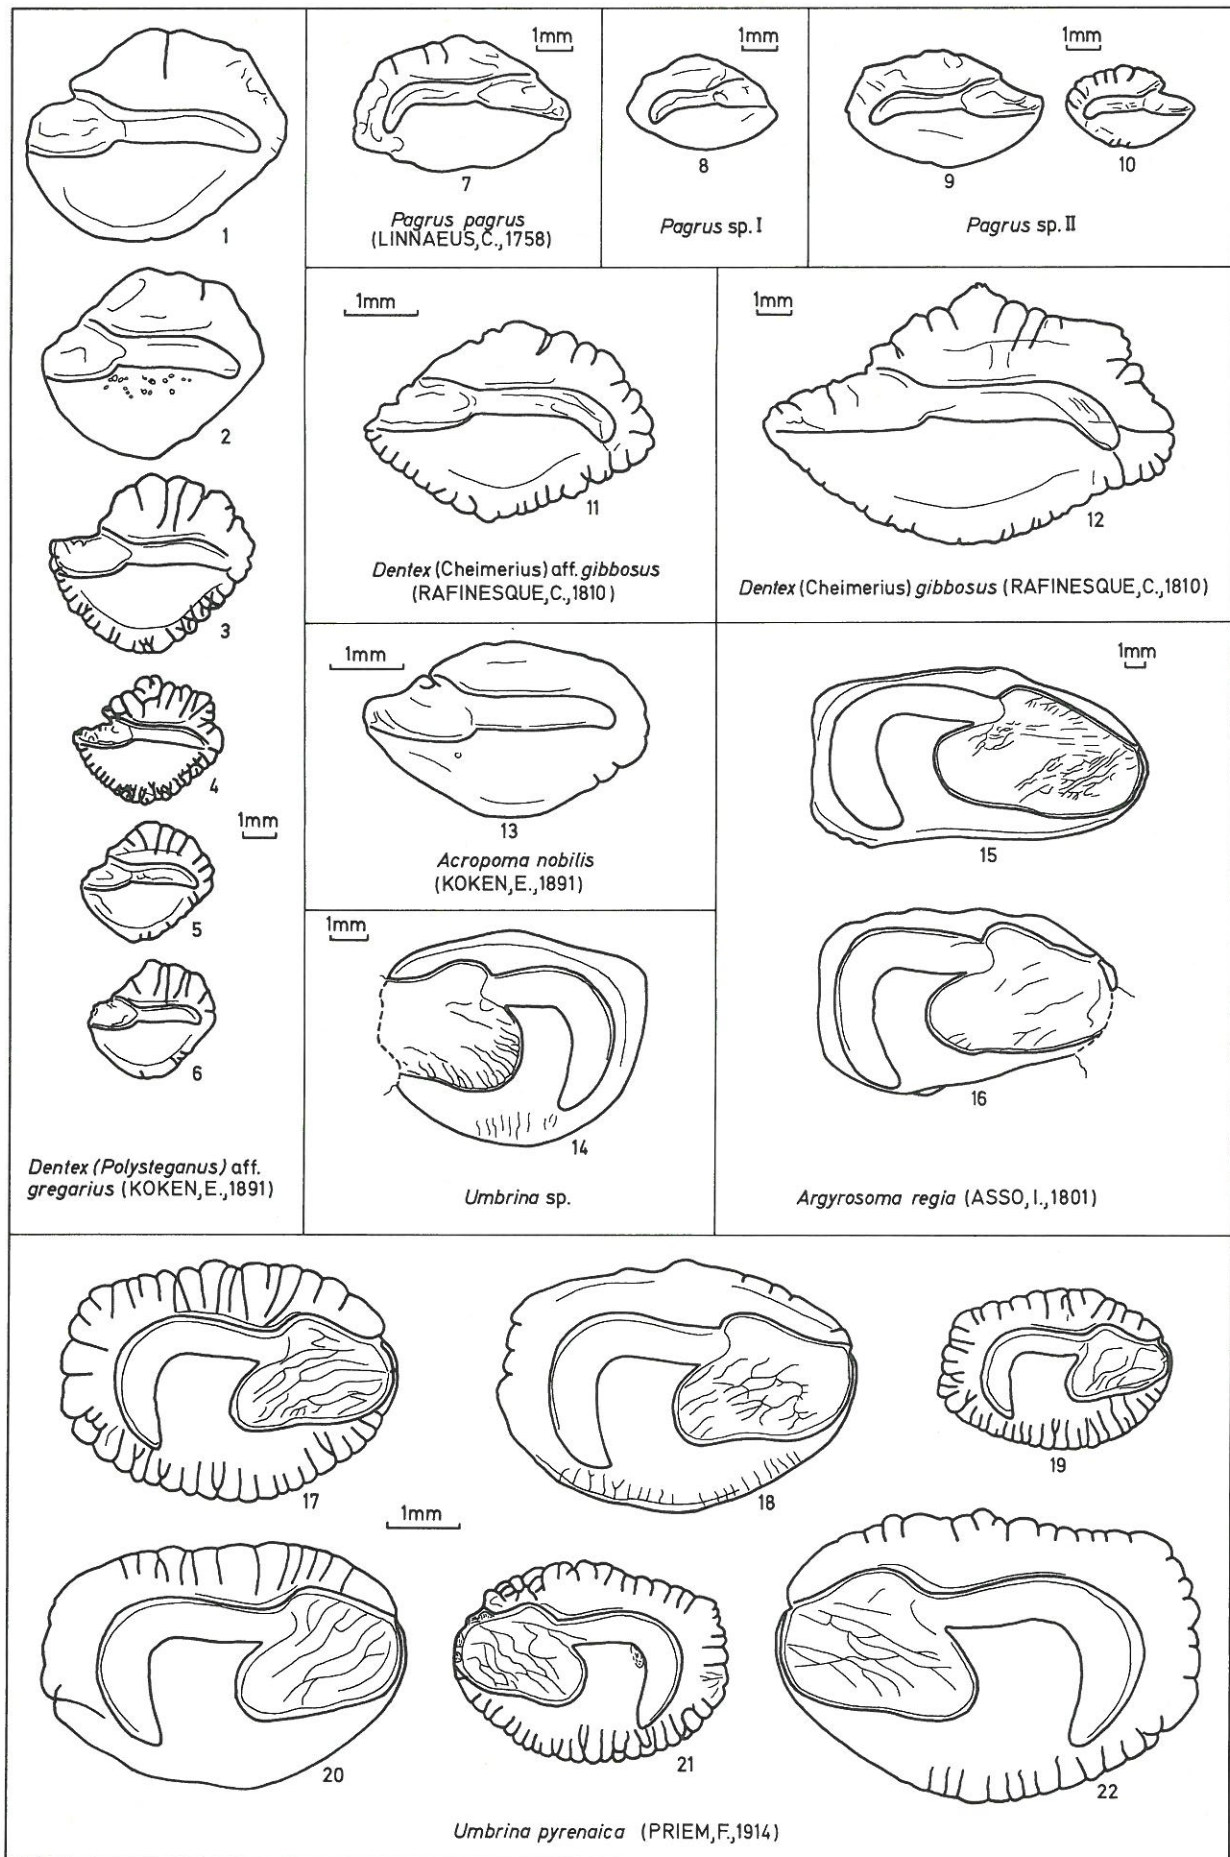 1
2
3
4
1mm
5
6
Dentex (Polysteganus) aff.
gregarius (KOKEN, E., 1891)
1mm
7
Pagrus pagrus
(LINNAEUS, C., 1758)
1mm
8
Pagrus sp. I
1mm
9
10
Pagrus sp. II
1mm
11
Dentex (Cheimerius) aff. gibbosus
(RAFINESQUE, C., 1810)
1mm
12
Dentex (Cheimerius) gibbosus (RAFINESQUE, C., 1810)
1mm
13
Acropoma nobilis
(KOKEN, E., 1891)
1mm
14
Umbrina sp.
1mm
15
16
Argyrosoma regia (ASSO, I., 1801)
17
18
19
1mm
20
21
22
Umbrina pyrenaica (PRIEM, F., 1914)